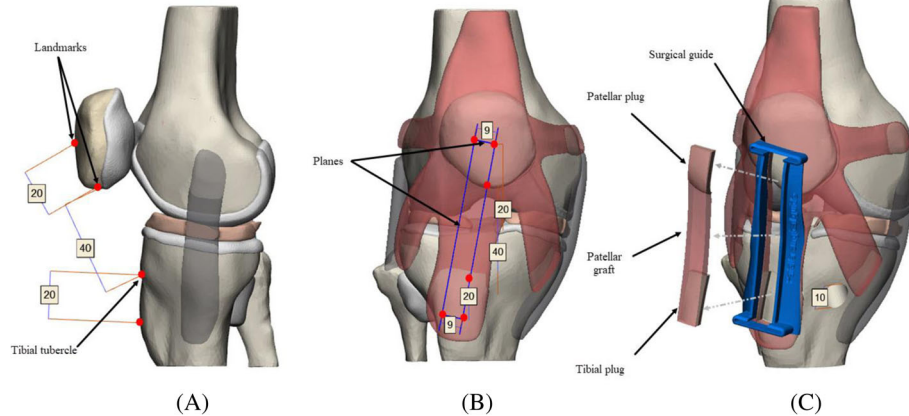 Landmarks
20
40
20
Tibial tubercle
(A)
9
Planes
20
40
20
9
(B)
Surgical guide
Patellar plug
Patellar
graft
10
Tibial plug
(C)